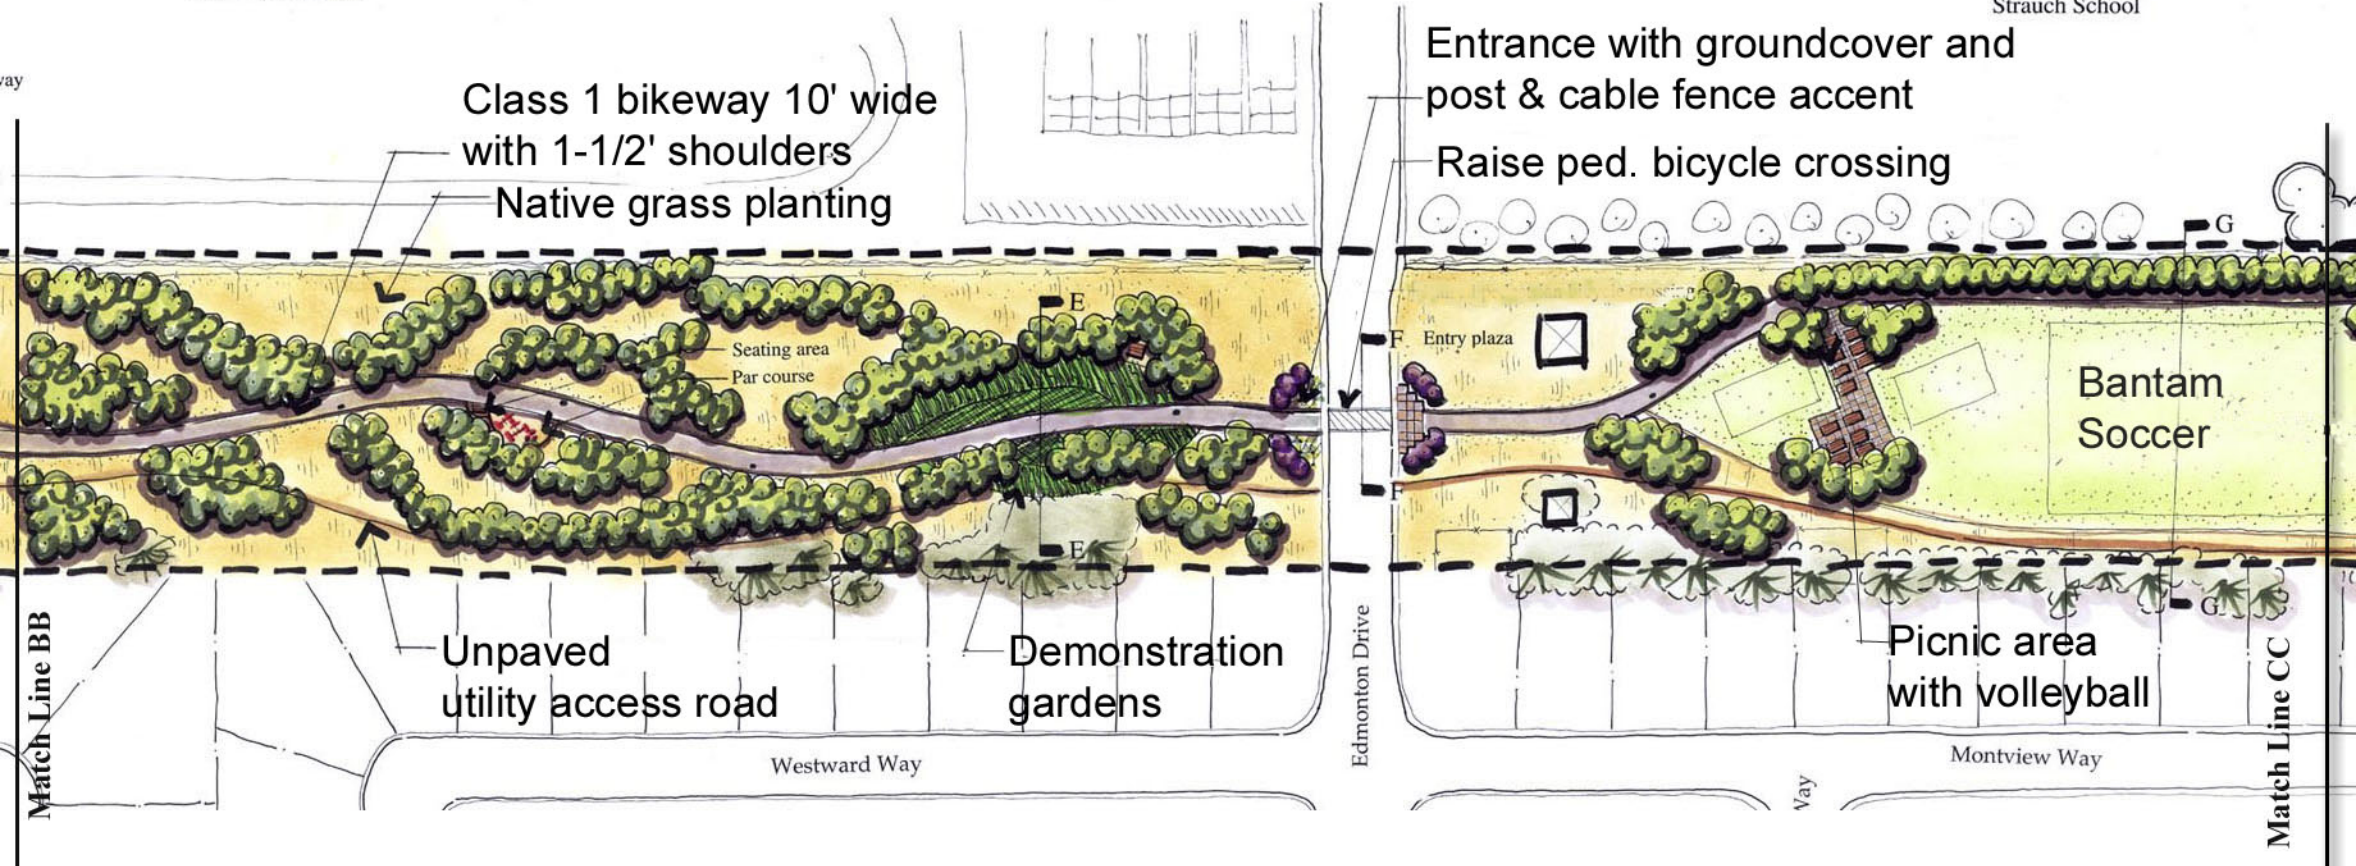 Strauch School
Entrance with groundcover and
post & cable fence accent
Class 1 bikeway 10' wide
with 1-1/2' shoulders
Raise ped. bicycle crossing
Native grass planting
G
E
F
Entry plaza
Seating area
Par course
Bantam
Soccer
F
E
G
Unpaved
utility access road
Demonstration
gardens
Picnic area
with volleyball
Match Line BB
Edmonton Drive
Match Line CC
Westward Way
Montview Way
Way